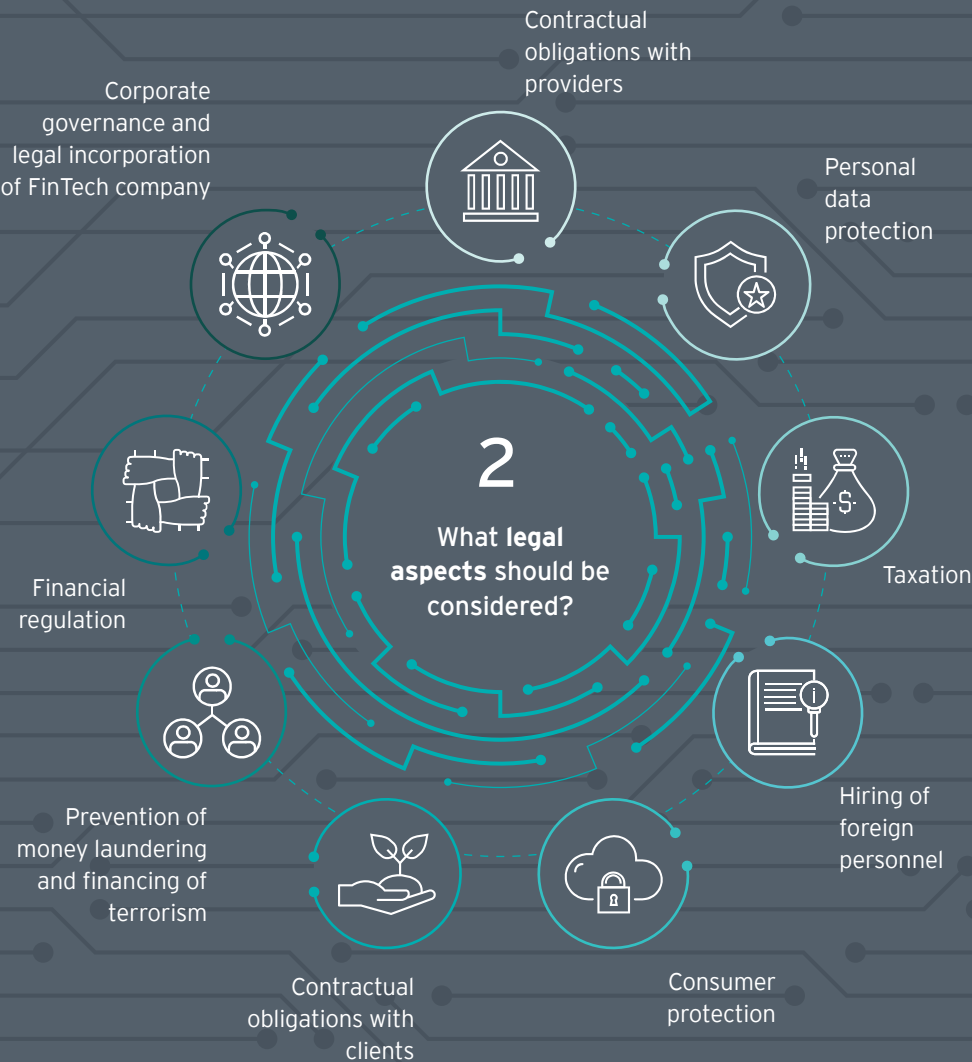 Contractual
obligations with
providers
Corporate
governance and
legal incorporation
of FinTech company
Personal
data
protection
2
What legal
aspects should be
considered?
Taxation
Financial
regulation
Hiring of
foreign
personnel
Prevention of
money laundering
and financing of
terrorism
Consumer
protection
Contractual
obligations with
clients